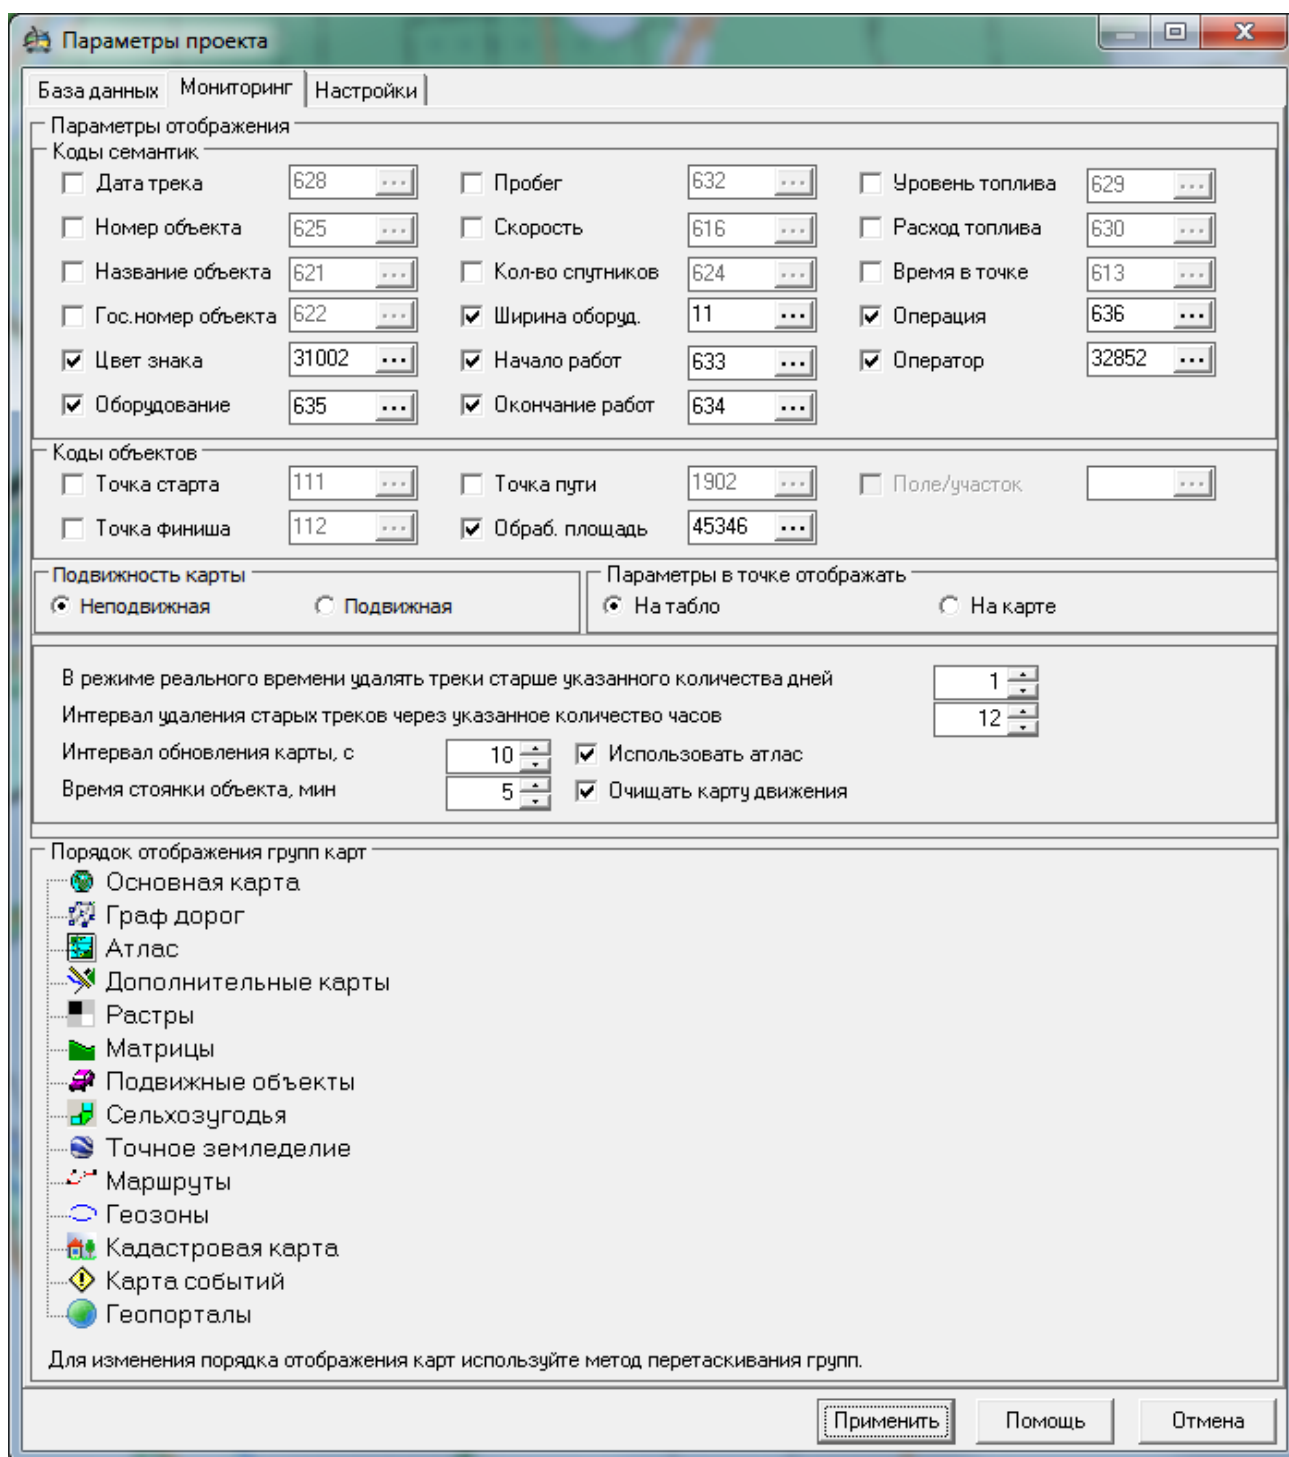 Параметры проекта
База данных Мониторинг Настройки
Параметры отображения
Коды семантик
Дата трека 628 ... Пробег 632 ... Уровень топлива 629 ...
Номер объекта 625 ... Скорость 616 ... Расход топлива 630 ...
Название объекта 621 ... Кол-во спутников 624 ... Время в точке 613 ...
Гос.номер объекта 622 ... Ширина оборуд. 11 ... Операция 636 ...
Цвет знака 31002 ... Начало работ 633 ... Оператор 32852 ...
Оборудование 635 ... Окончание работ 634 ...
Коды объектов
Точка старта 111 ... Точка пути 1902 ... Поле/участок ...
Точка финиша 112 ... Обраб. площадь 45346 ...
Подвижность карты Параметры в точке отображать
Неподвижная Подвижная На табло На карте
В режиме реального времени удалять треки старше указанного количества дней 1
Интервал удаления старых треков через указанное количество часов 12
Интервал обновления карты, с 10 Использовать атлас
Время стоянки объекта, мин 5 Очищать карту движения
Порядок отображения групп карт
Основная карта
Граф дорог
Атлас
Дополнительные карты
Растры
Матрицы
Подвижные объекты
Сельхозугодья
Точное земледелие
Маршруты
Геозоны
Кадастровая карта
Карта событий
Геопорталы
Для изменения порядка отображения карт используйте метод перетаскивания групп.
Применить Помощь Отмена